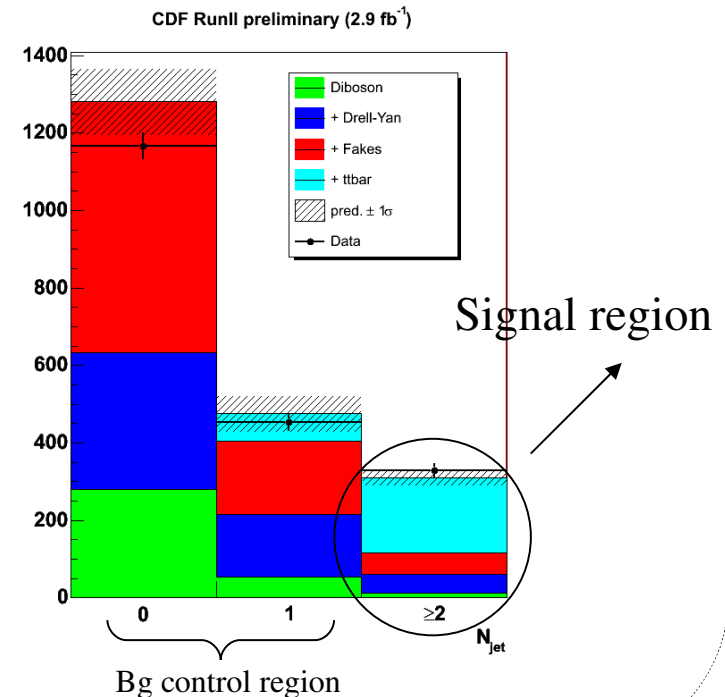 CDF RunII preliminary (2.9 fb⁻¹)
1400
1200
1000
800
600
400
200
0
Diboson
+ Drell-Yan
+ Fakes
+ ttbar
pred. ± 1σ
Data
Signal region
0 1 ≥2
N_jet
Bg control region